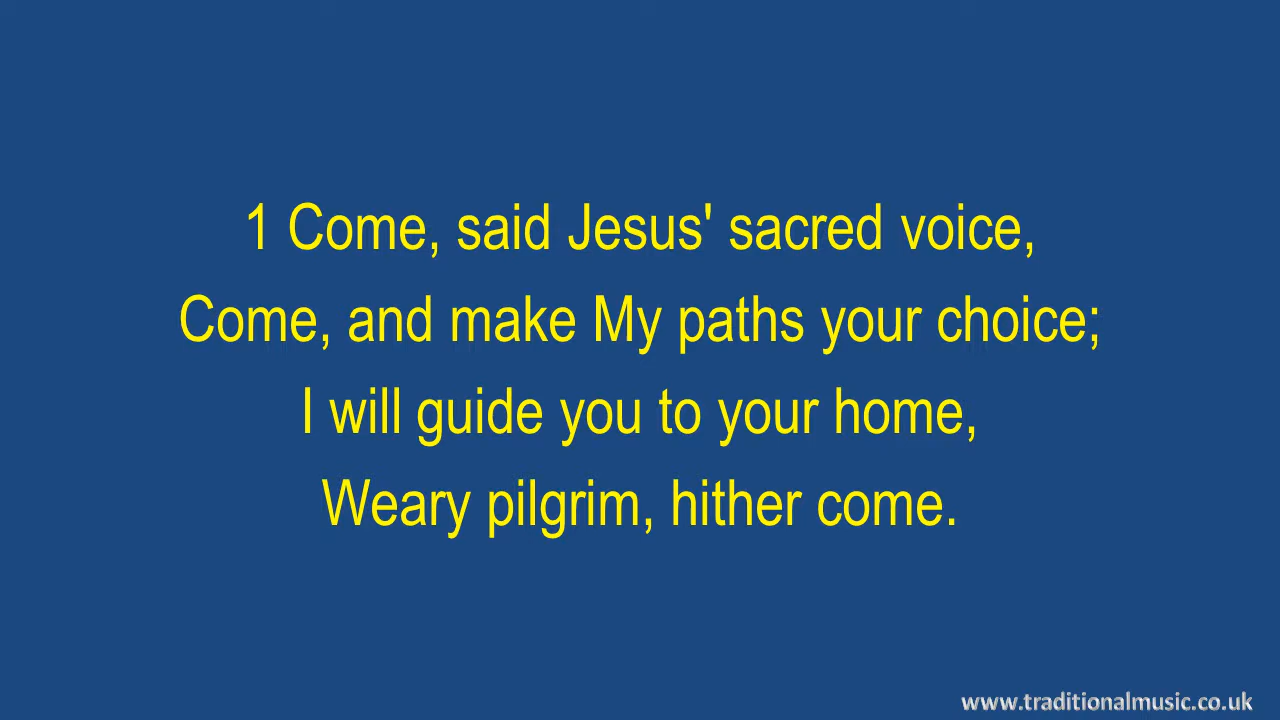 1 Come, said Jesus' sacred voice,
Come, and make My paths your choice;
I will guide you to your home,
Weary pilgrim, hither come.
www.traditionalmusic.co.uk